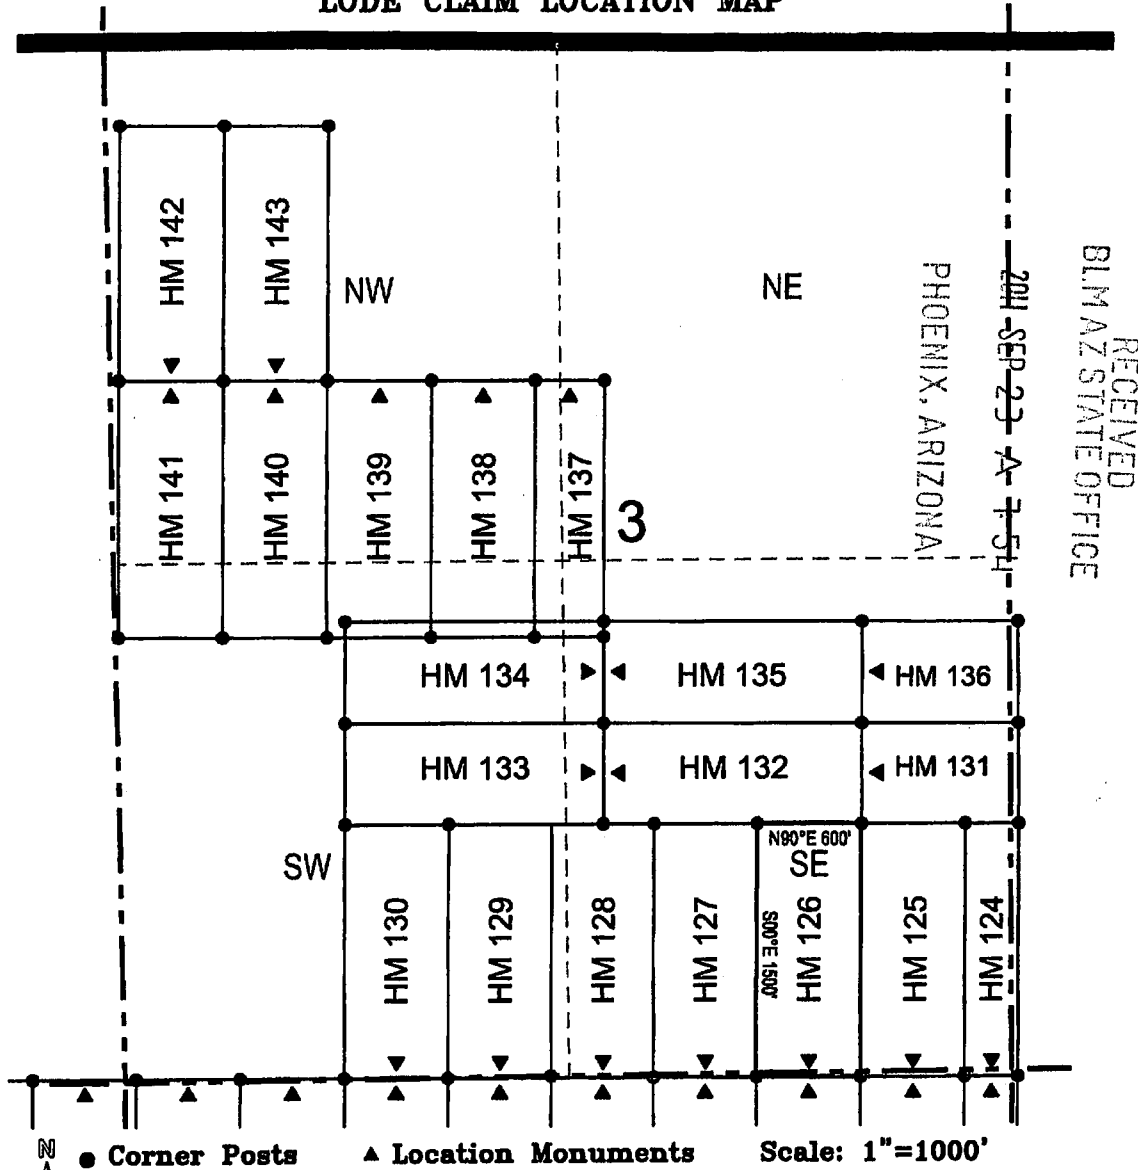 LODE CLAIM LOCATION MAP
HM 142
HM 143
NW
NE
HM 141
HM 140
HM 139
HM 138
HM 137
3
HM 134
HM 135
HM 136
HM 133
HM 132
HM 131
SW
N90°E 600'
SE
S00°E 1500'
HM 130
HM 129
HM 128
HM 127
HM 126
HM 125
HM 124
RECEIVED
BLM AZ STATE OFFICE
2011 SEP 23 A 7:54
PHOENIX, ARIZONA
N
Corner Posts
Location Monuments
Scale: 1"=1000'